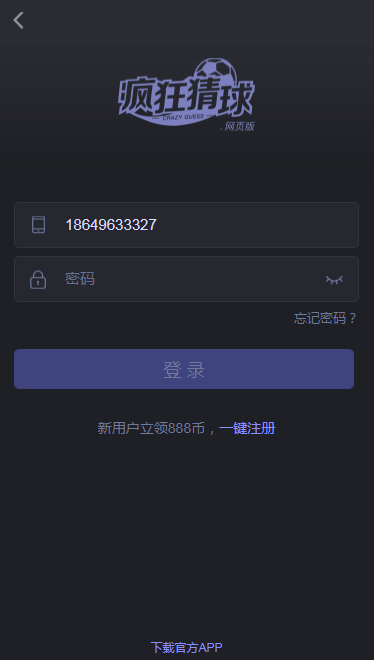 疯狂猜球
CRAZY GUESS
.网页版
18649633327
密码
忘记密码？
登录
新用户立领888币，一键注册
下载官方APP